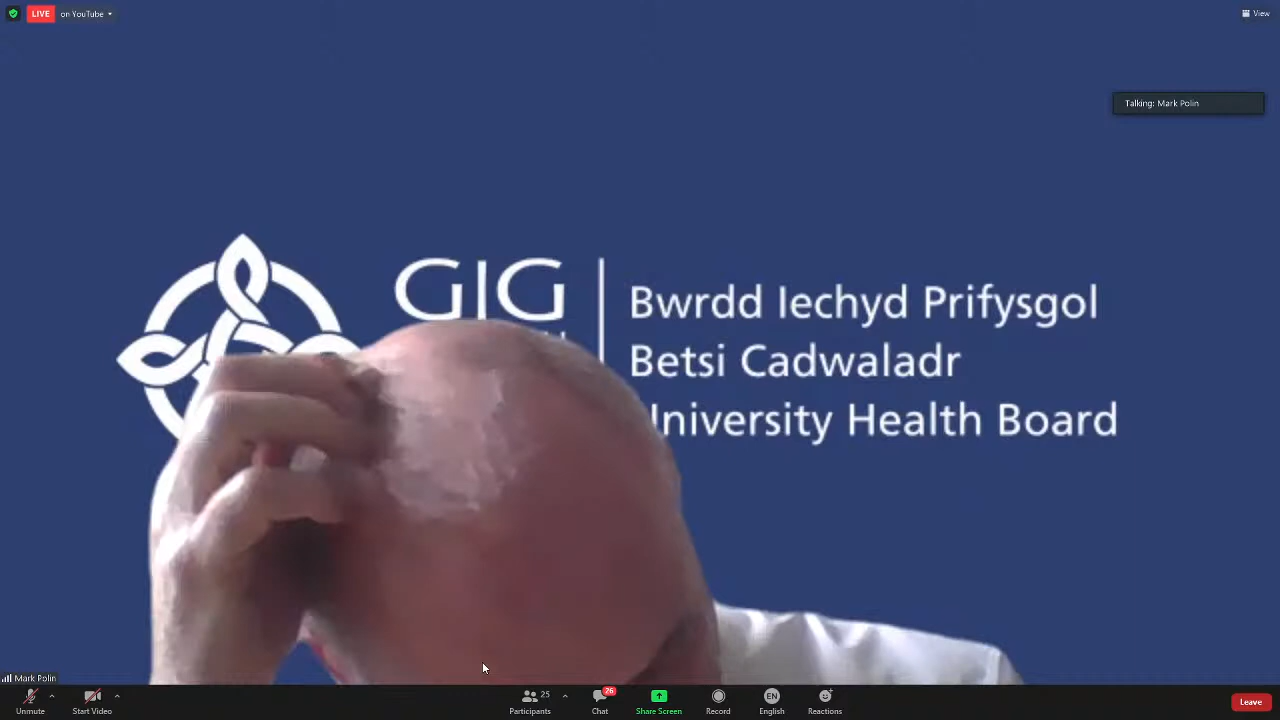 LIVE on YouTube
View
Talking: Mark Polin
GIG
Bwrdd Iechyd Prifysgol
Betsi Cadwaladr
University Health Board
Mark Polin
Unmute
Start Video
25
Participants
26
Chat
Share Screen
Record
EN
English
Reactions
Leave